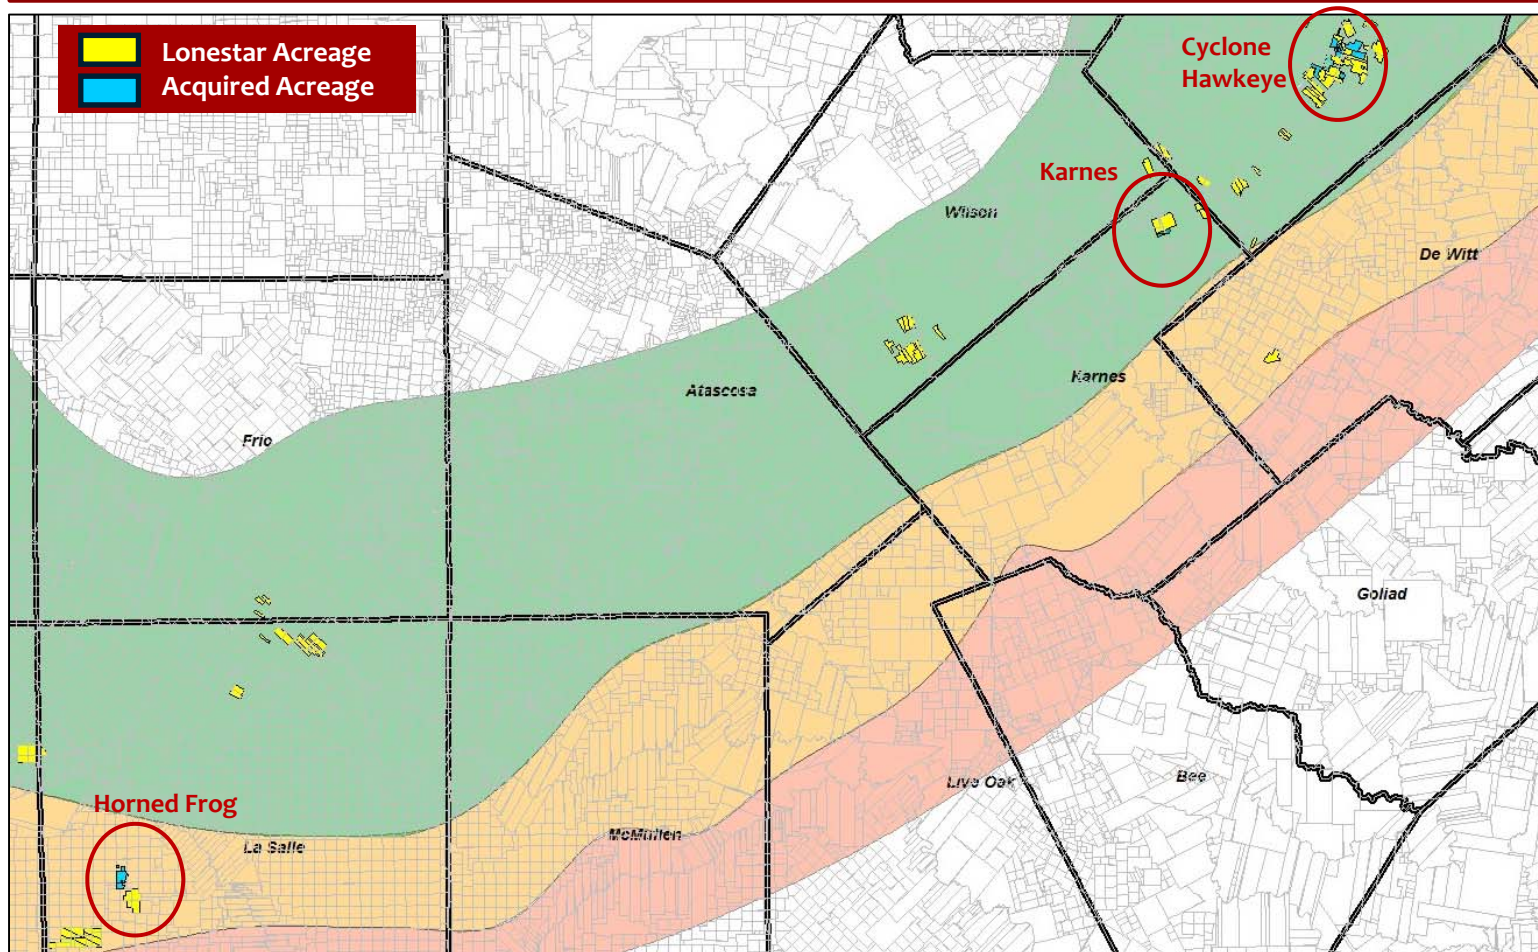 Lonestar Acreage
Acquired Acreage
Cyclone
Hawkeye
Karnes
Wilson
De Witt
Karnes
Atascosa
Frio
Goliad
Live Oak
Bee
Horned Frog
La Salle
McMullen